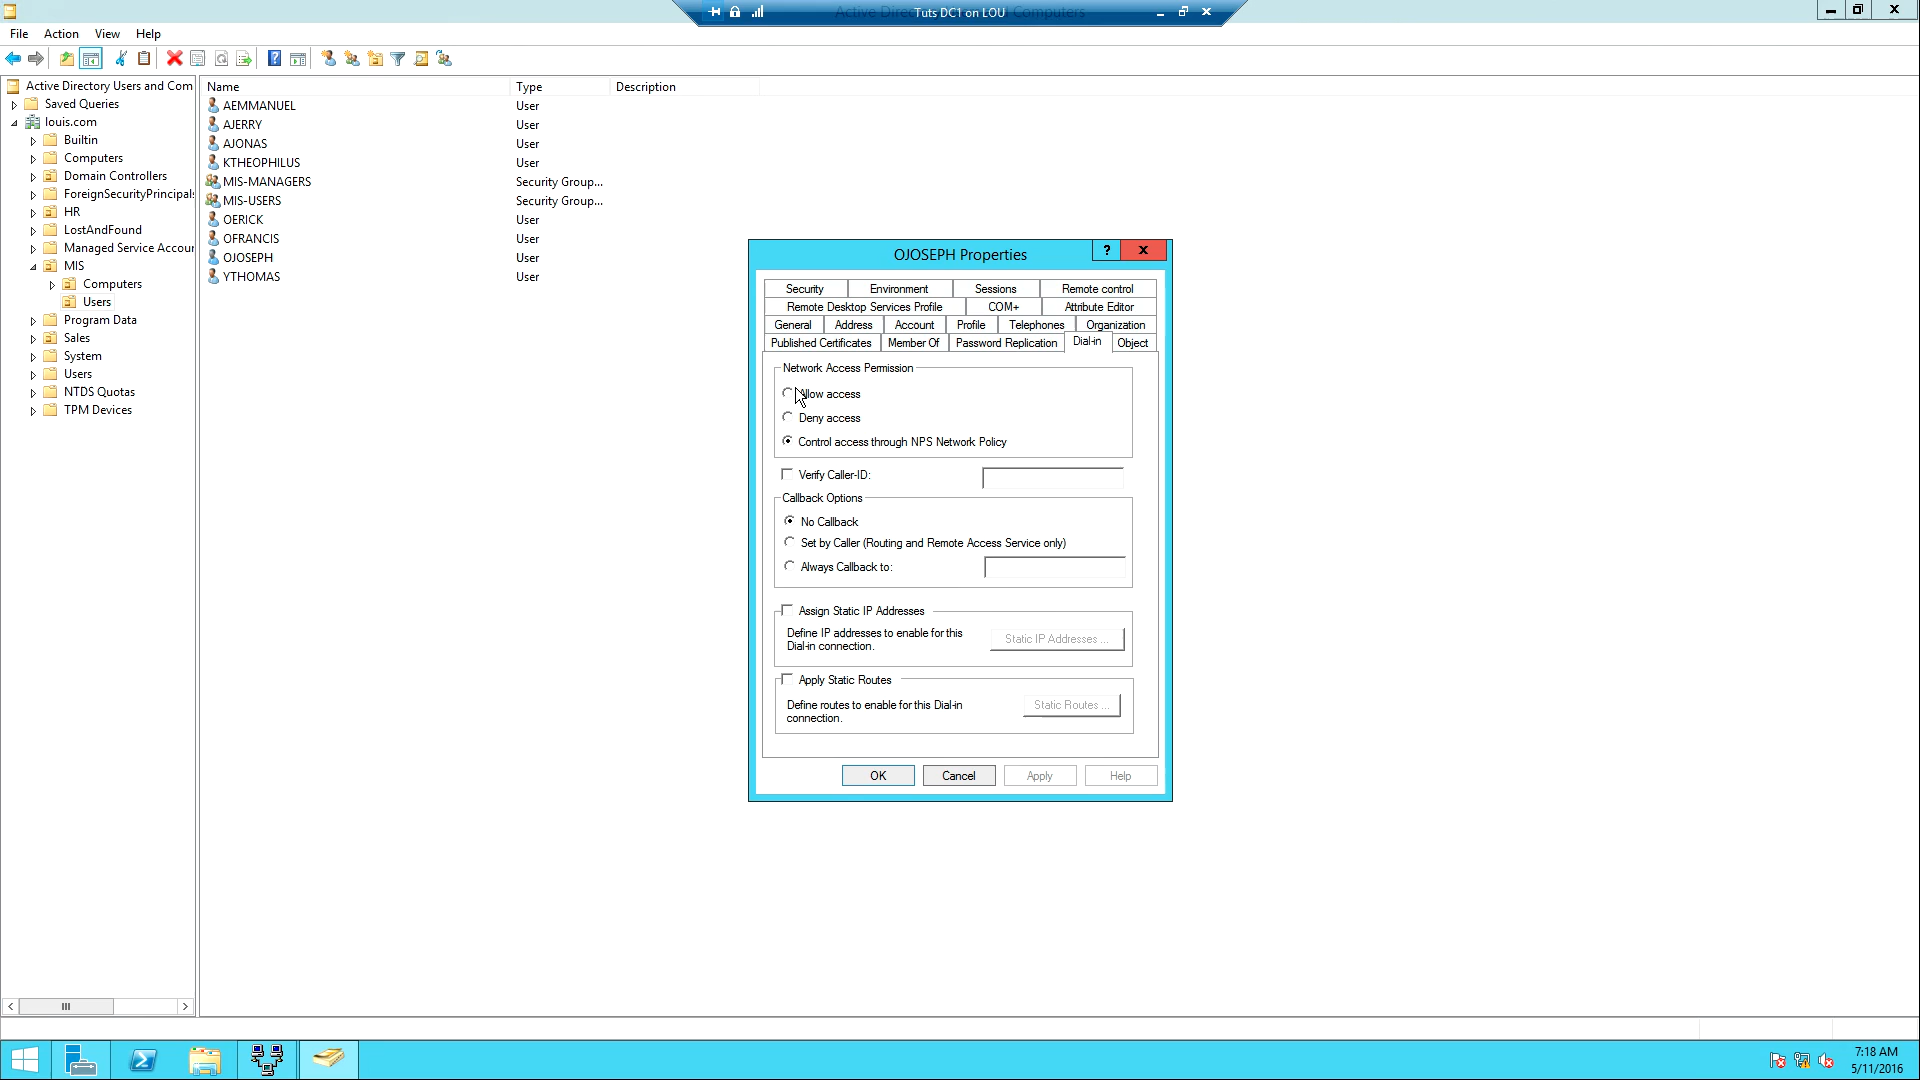 Tuts DC1 on LOU
File Action View Help
Active Directory Users and Com
Saved Queries
louis.com
Builtin
Computers
Domain Controllers
ForeignSecurityPrincipals
HR
LostAndFound
Managed Service Accour
MIS
Computers
Users
Program Data
Sales
System
Users
NTDS Quotas
TPM Devices
Name Type Description
AEMMANUEL User
AJERRY User
AJONAS User
KTHEOPHILUS User
MIS-MANAGERS Security Group...
MIS-USERS Security Group...
OERICK User
OFRANCIS User
OJOSEPH User
YTHOMAS User
OJOSEPH Properties
Security Environment Sessions Remote control
Remote Desktop Services Profile COM+ Attribute Editor
General Address Account Profile Telephones Organization
Published Certificates Member Of Password Replication Dial-in Object
Network Access Permission
Allow access
Deny access
Control access through NPS Network Policy
Verify Caller-ID:
Callback Options
No Callback
Set by Caller (Routing and Remote Access Service only)
Always Callback to:
Assign Static IP Addresses
Define IP addresses to enable for this
Dial-in connection.
Static IP Addresses ...
Apply Static Routes
Define routes to enable for this Dial-in
connection.
Static Routes ...
OK Cancel Apply Help
7:18 AM
5/11/2016